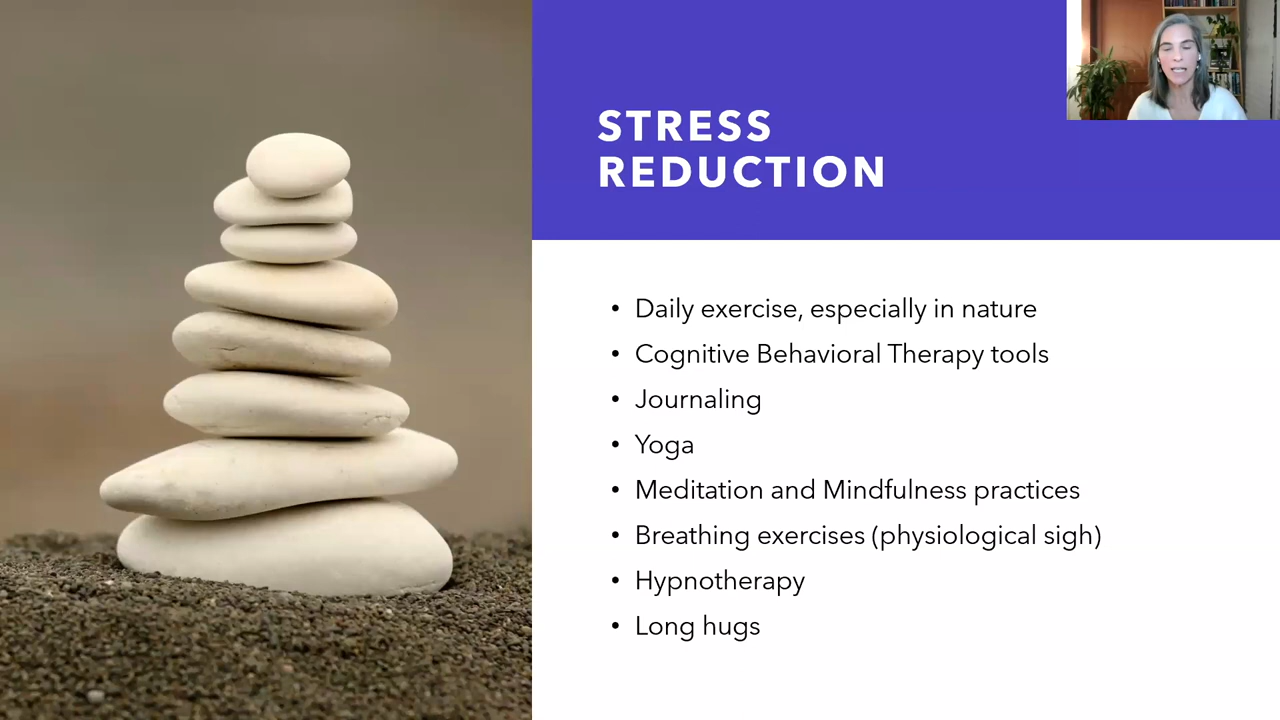 STRESS
REDUCTION
• Daily exercise, especially in nature
• Cognitive Behavioral Therapy tools
• Journaling
• Yoga
• Meditation and Mindfulness practices
• Breathing exercises (physiological sigh)
• Hypnotherapy
• Long hugs